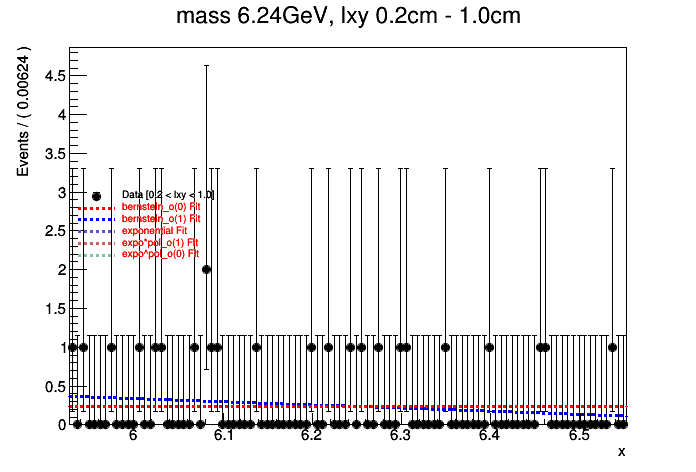 mass 6.24GeV, lxy 0.2cm - 1.0cm
Events / ( 0.00624 )
4.5
4
3.5
3
2.5
2
1.5
1
0.5
0
Data [0.2 < lxy < 1.0]
bernstein_o(0) Fit
bernstein_o(1) Fit
exponential Fit
expo*pol_o(1) Fit
expo^pol_o(0) Fit
6 6.1 6.2 6.3 6.4 6.5
x